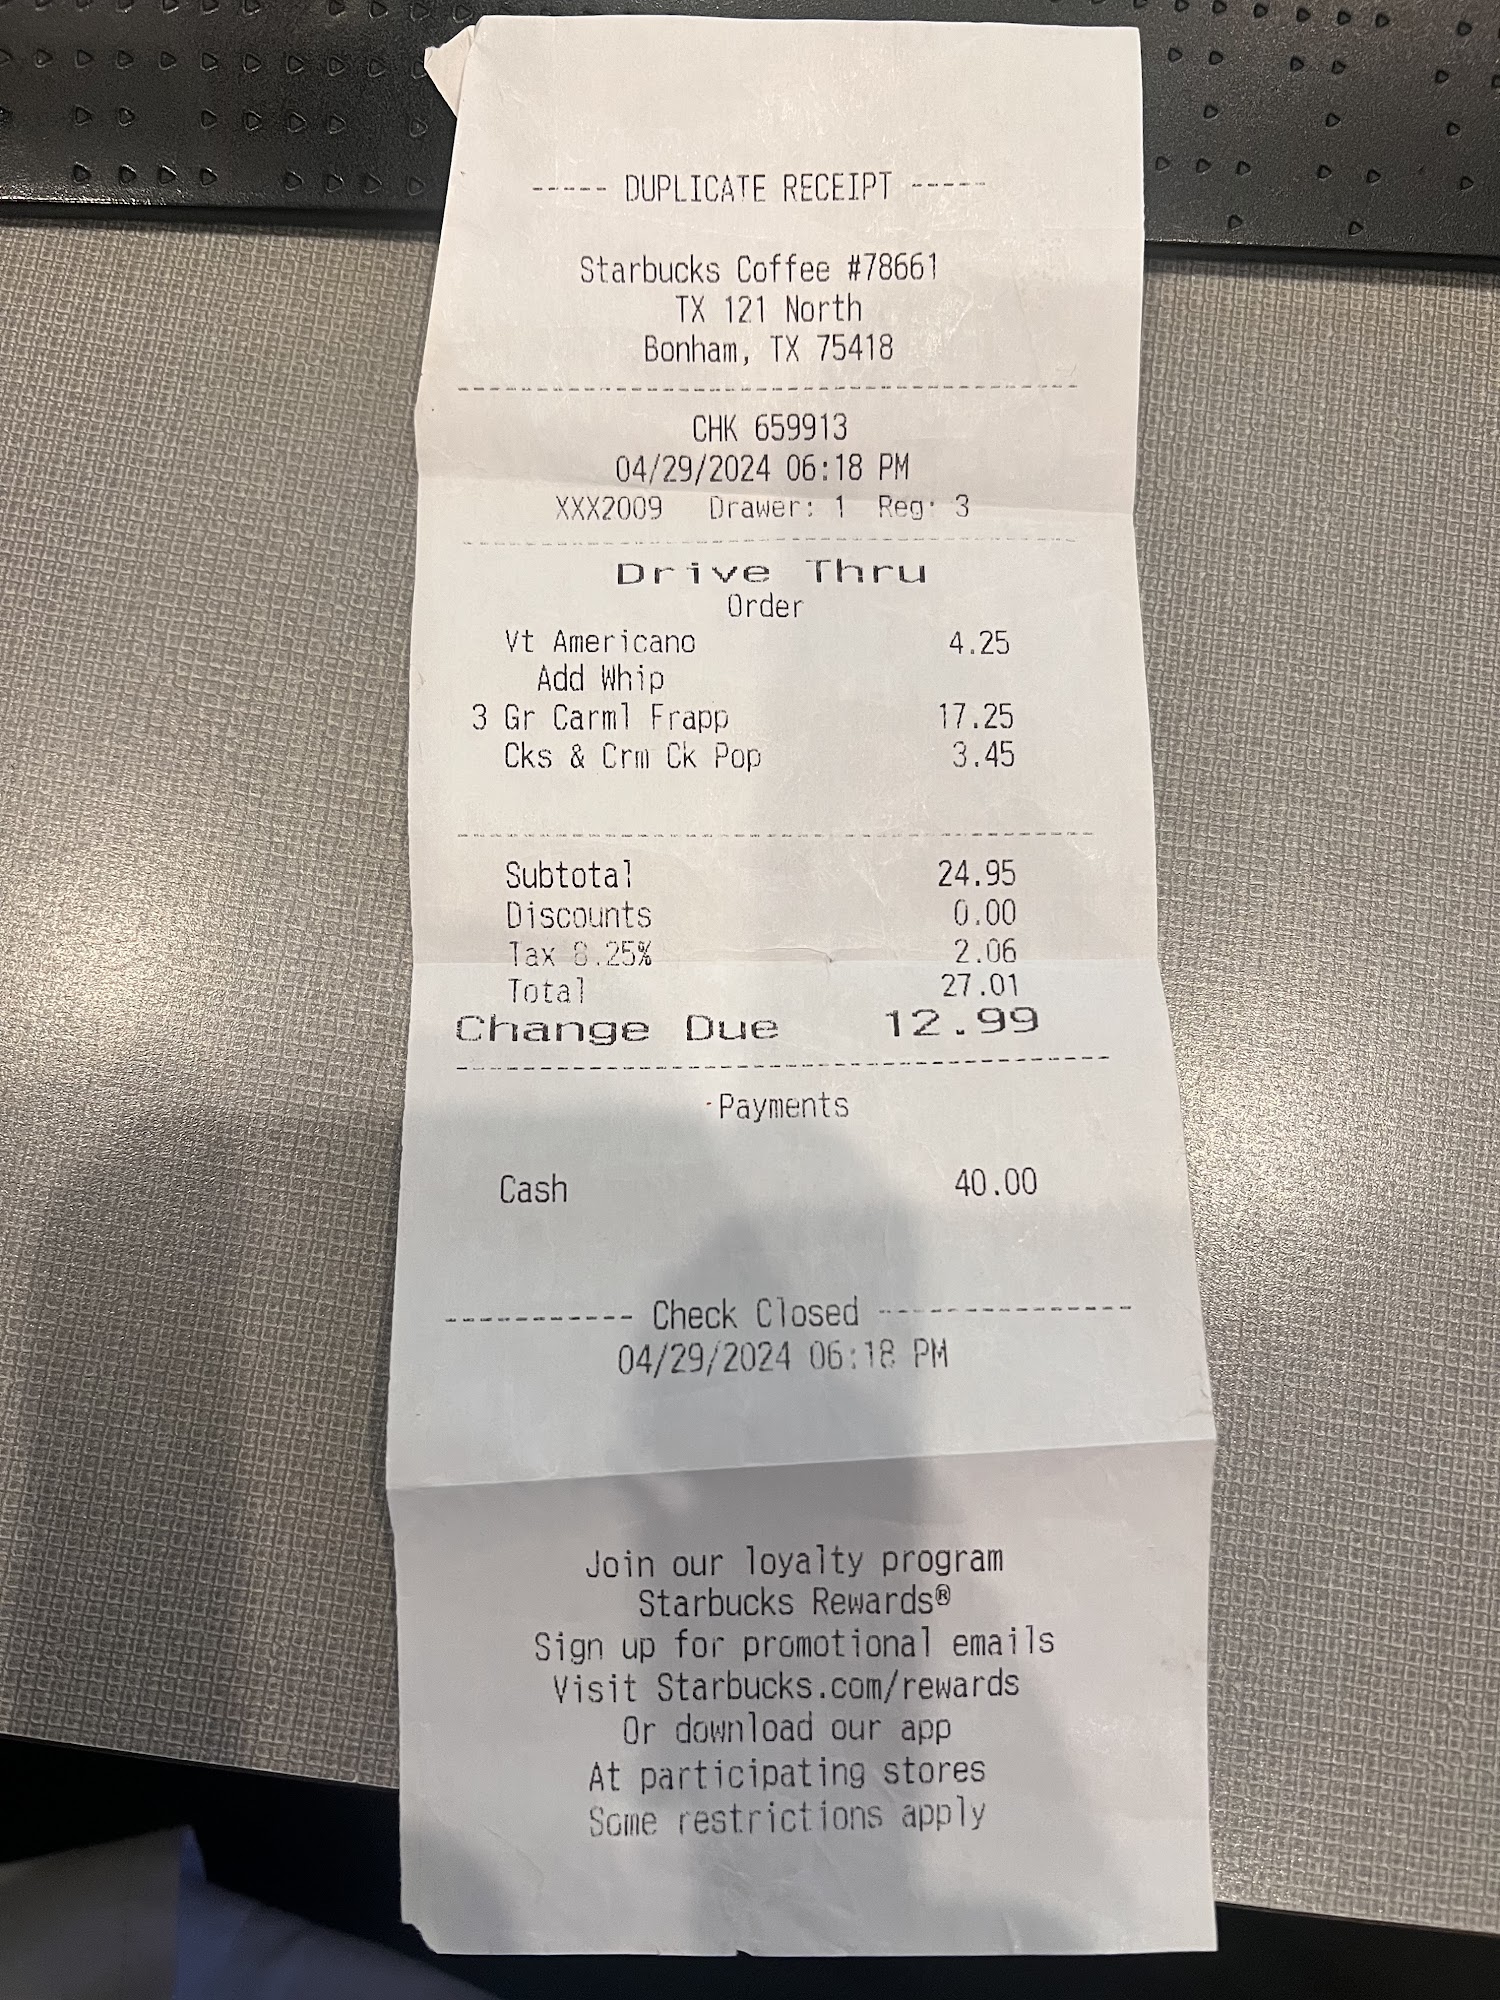 ----- DUPLICATE RECEIPT -----
Starbucks Coffee #78661
TX 121 North
Bonham, TX 75418
CHK 659913
04/29/2024 06:18 PM
XXX2009 Drawer: 1 Reg: 3
Drive Thru
Order
Vt Americano 4.25
Add Whip
3 Gr Carml Frapp 17.25
Cks & Crm Ck Pop 3.45
Subtotal 24.95
Discounts 0.00
Tax 8.25% 2.06
Total 27.01
Change Due 12.99
Payments
Cash 40.00
----------- Check Closed ---------------
04/29/2024 06:18 PM
Join our loyalty program
Starbucks Rewards®
Sign up for promotional emails
Visit Starbucks.com/rewards
Or download our app
At participating stores
Some restrictions apply